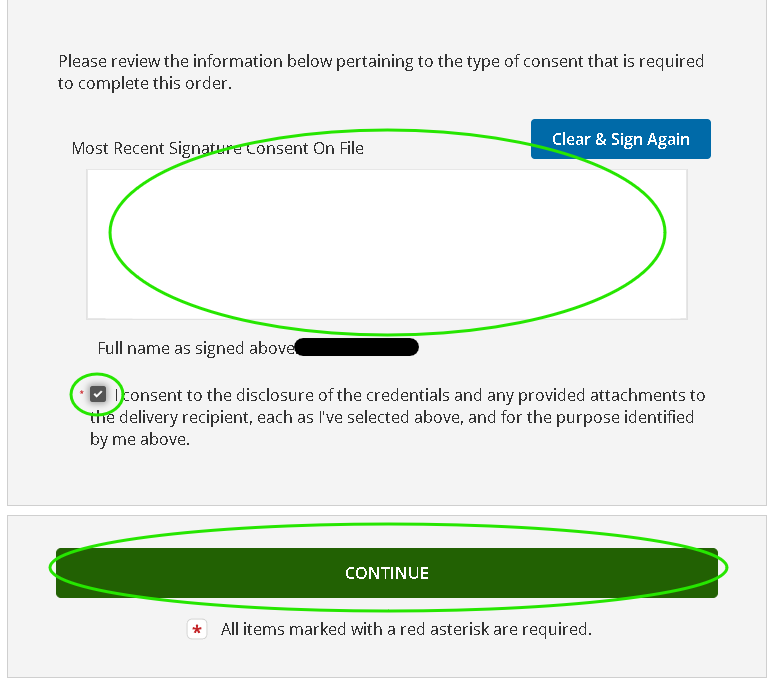 Please review the information below pertaining to the type of consent that is required
to complete this order.
Clear & Sign Again
Most Recent Signature Consent On File
Full name as signed above
* I consent to the disclosure of the credentials and any provided attachments to
the delivery recipient, each as I've selected above, and for the purpose identified
by me above.
CONTINUE
* All items marked with a red asterisk are required.